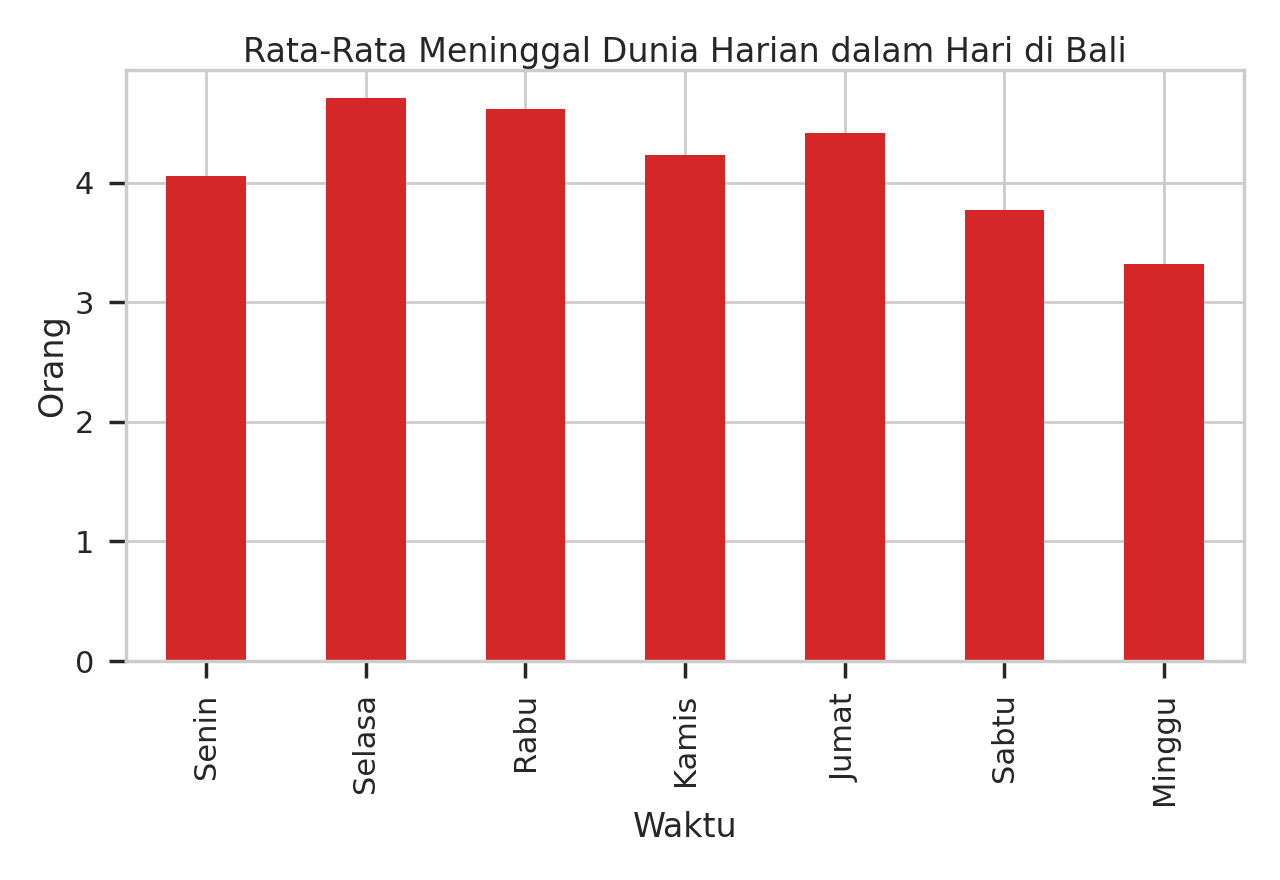 Rata-Rata Meninggal Dunia Harian dalam Hari di Bali
Orang
4
3
2
1
0
Senin
Selasa
Rabu
Kamis
Jumat
Sabtu
Minggu
Waktu